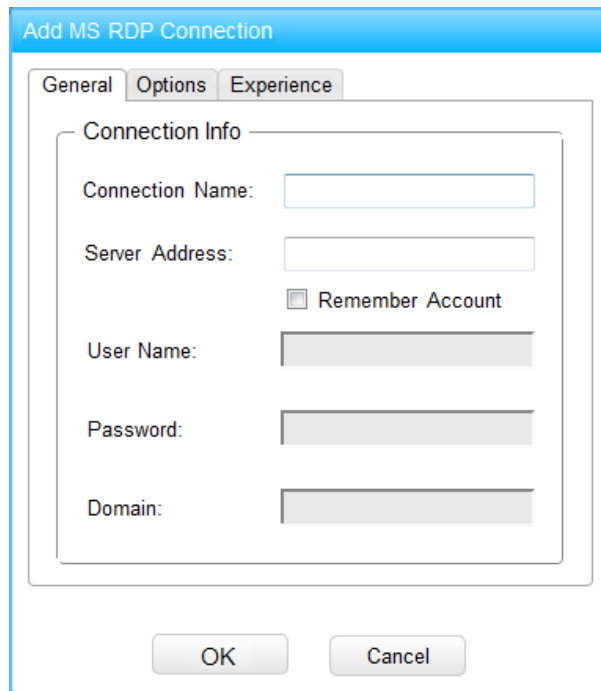 Add MS RDP Connection
General Options Experience
Connection Info
Connection Name:
Server Address:
Remember Account
User Name:
Password:
Domain:
OK Cancel